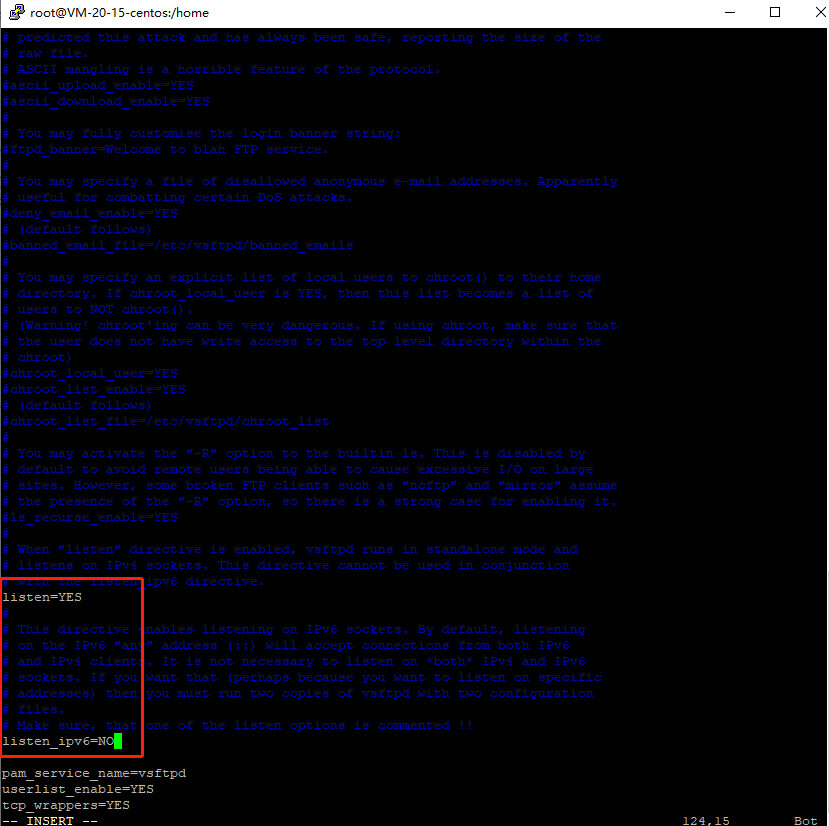 root@VM-20-15-centos:/home
# predicted this attack and has always been safe, reporting the size of the
# raw file.
# ASCII mangling is a horrible feature of the protocol.
#ascii_upload_enable=YES
#ascii_download_enable=YES
#
# You may fully customise the login banner string:
#ftpd_banner=Welcome to blah FTP service.
#
# You may specify a file of disallowed anonymous e-mail addresses. Apparently
# useful for combatting certain DoS attacks.
#deny_email_enable=YES
# (default follows)
#banned_email_file=/etc/vsftpd/banned_emails
#
# You may specify an explicit list of local users to chroot() to their home
# directory. If chroot_local_user is YES, then this list becomes a list of
# users to NOT chroot().
# (Warning! chroot'ing can be very dangerous. If using chroot, make sure that
# the user does not have write access to the top level directory within the
# chroot)
#chroot_local_user=YES
#chroot_list_enable=YES
# (default follows)
#chroot_list_file=/etc/vsftpd/chroot_list
#
# You may activate the "-R" option to the builtin ls. This is disabled by
# default to avoid remote users being able to cause excessive I/O on large
# sites. However, some broken FTP clients such as "ncftp" and "mirror" assume
# the presence of the "-R" option, so there is a strong case for enabling it.
#ls_recurse_enable=YES
#
# When "listen" directive is enabled, vsftpd runs in standalone mode and
# listens on IPv4 sockets. This directive cannot be used in conjunction
# with the listen_ipv6 directive.
listen=YES
#
# This directive enables listening on IPv6 sockets. By default, listening
# on the IPv6 "any" address (::) will accept connections from both IPv6
# and IPv4 clients. It is not necessary to listen on *both* IPv4 and IPv6
# sockets. If you want that (perhaps because you want to listen on specific
# addresses) then you must run two copies of vsftpd with two configuration
# files.
# Make sure, that one of the listen options is commented !!
listen_ipv6=NO
pam_service_name=vsftpd
userlist_enable=YES
tcp_wrappers=YES
-- INSERT -- 124,15 Bot